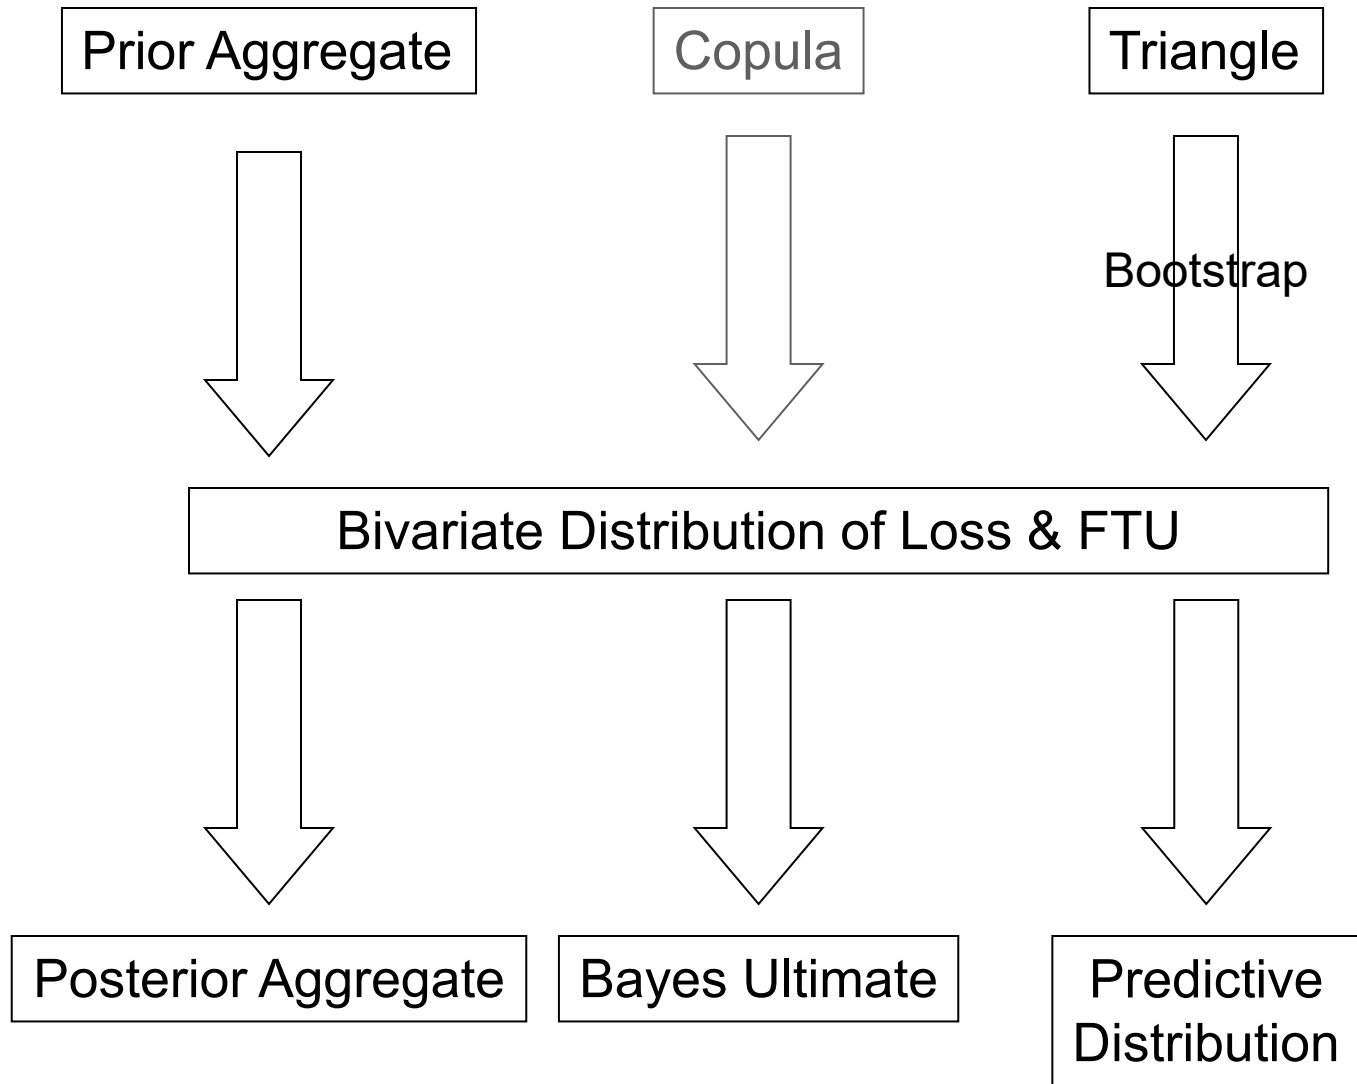 Prior Aggregate
Copula
Triangle
Bootstrap
Bivariate Distribution of Loss & FTU
Posterior Aggregate
Bayes Ultimate
Predictive
Distribution